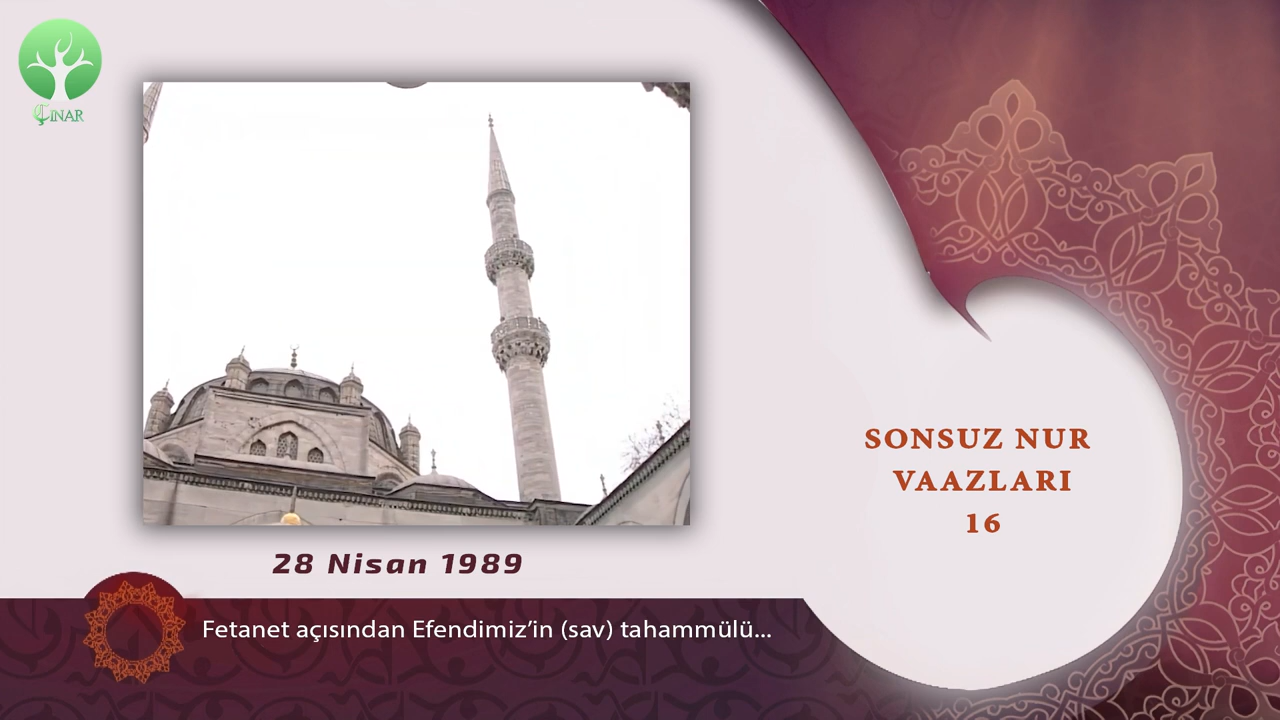 ÇINAR
SONSUZ NUR
VAAZLARI
16
28 Nisan 1989
Fetanet açısından Efendimiz’in (sav) tahammülü...